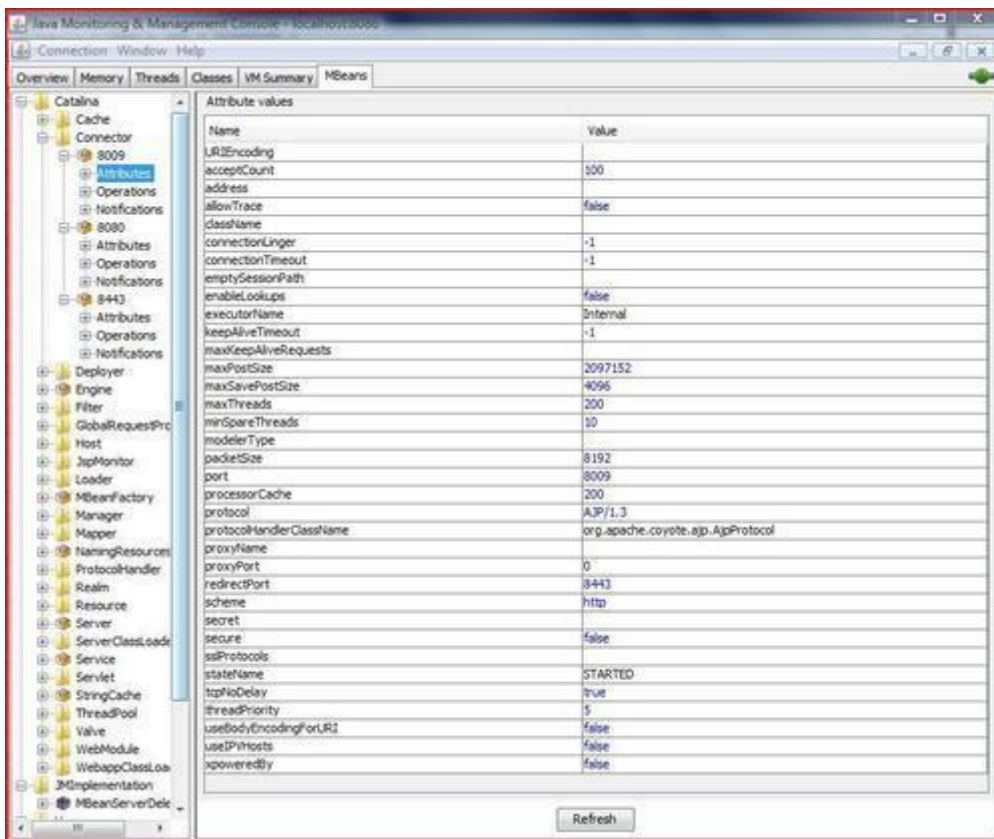 Java Monitoring & Management Console - localhost:8080
Connection Window Help
Overview Memory Threads Classes VM Summary MBeans
Catalina
Cache
Connector
8009
Attributes
Operations
Notifications
8080
Attributes
Operations
Notifications
8443
Attributes
Operations
Notifications
Deployer
Engine
Filter
GlobalRequestPro
Host
JspMonitor
Loader
MBeanFactory
Manager
Mapper
NamingResources
ProtocolHandler
Realm
Resource
Server
ServerClassLoade
Service
Servlet
StringCache
ThreadPool
Valve
WebModule
WebappClassLoa
JMImplementation
MBeanServerDele
Attribute values
Name Value
URIEncoding
acceptCount 100
address
allowTrace false
className
connectionLinger -1
connectionTimeout -1
emptySessionPath
enableLookups false
executorName Internal
keepAliveTimeout -1
maxKeepAliveRequests
maxPostSize 2097152
maxSavePostSize 4096
maxThreads 200
minSpareThreads 10
modelerType
packetSize 8192
port 8009
processorCache 200
protocol AJP/1.3
protocolHandlerClassName org.apache.coyote.ajp.AjpProtocol
proxyName
proxyPort 0
redirectPort 8443
scheme http
secret
secure false
sslProtocols
stateName STARTED
tcpNoDelay true
threadPriority 5
useBodyEncodingForURI false
useIPVHosts false
xpoweredBy false
Refresh